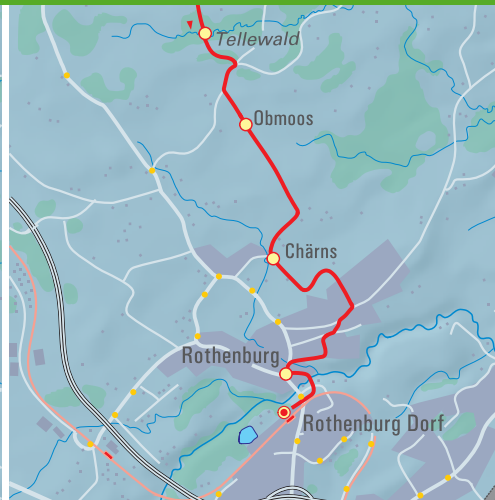 Tellewald
Obmoos
Chärns
Rothenburg
Rothenburg Dorf